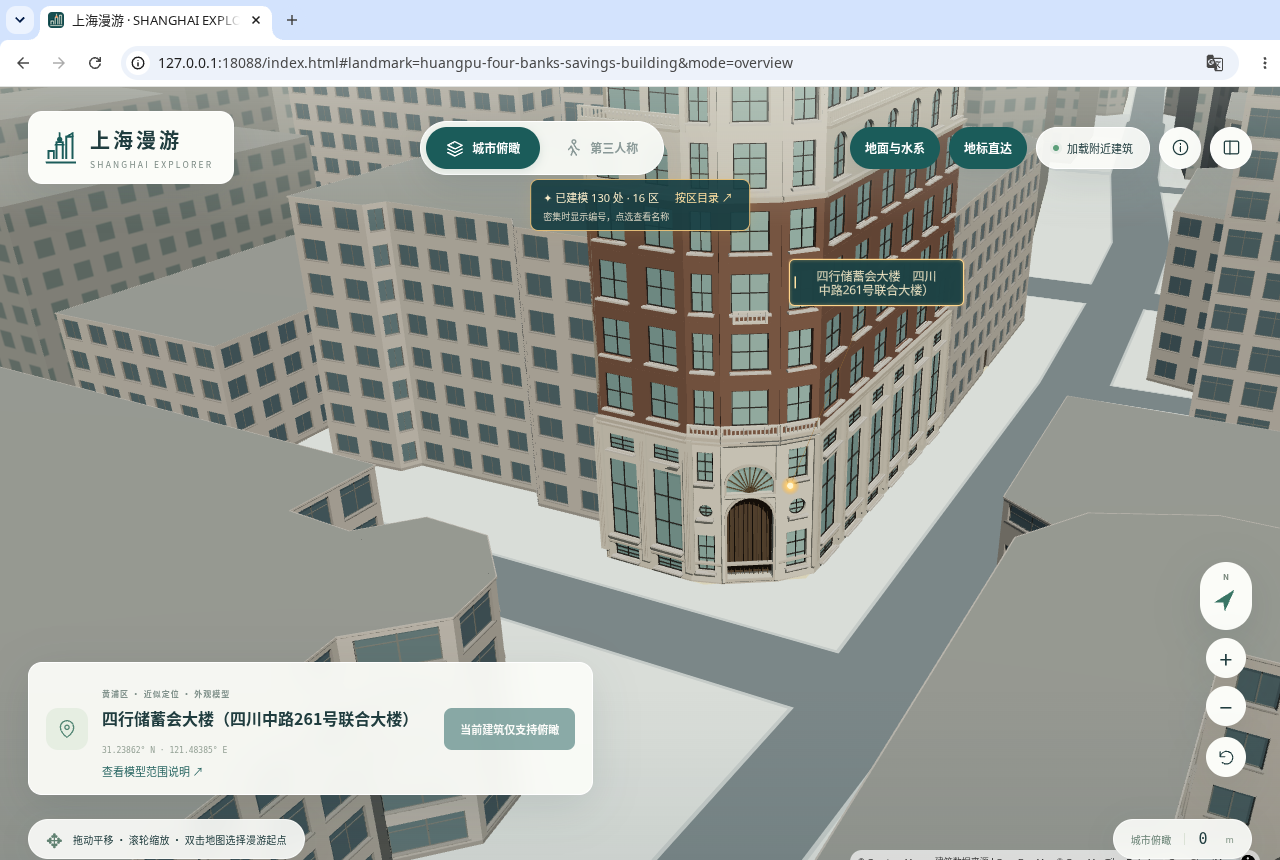 上海漫游 · SHANGHAI EXPLO
127.0.0.1:18088/index.html#landmark=huangpu-four-banks-savings-building&mode=overview
上海漫游
SHANGHAI EXPLORER
城市俯瞰
第三人称
地面与水系
地标直达
加载附近建筑
✦ 已建模 130 处 · 16 区 按区目录 ↗
密集时显示编号，点选查看名称
四行储蓄会大楼 四川
中路261号联合大楼）
N
黄浦区 · 近似定位 · 外观模型
四行储蓄会大楼（四川中路261号联合大楼）
31.23862° N · 121.48385° E
查看模型范围说明 ↗
当前建筑仅支持俯瞰
拖动平移 · 滚轮缩放 · 双击地图选择漫游起点
城市俯瞰 0 m